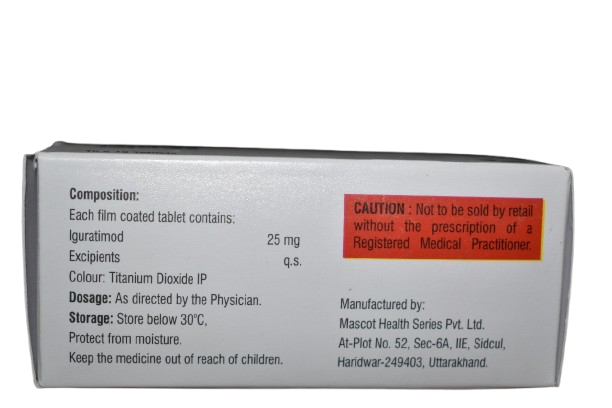 Composition:
Each film coated tablet contains:
Iguratimod 25 mg
Excipients q.s.
Colour: Titanium Dioxide IP
Dosage: As directed by the Physician.
Storage: Store below 30°C,
Protect from moisture.
Keep the medicine out of reach of children.
CAUTION : Not to be sold by retail
without the prescription of a
Registered Medical Practitioner.
Manufactured by:
Mascot Health Series Pvt. Ltd.
At-Plot No. 52, Sec-6A, IIE, Sidcul,
Haridwar-249403, Uttarakhand.